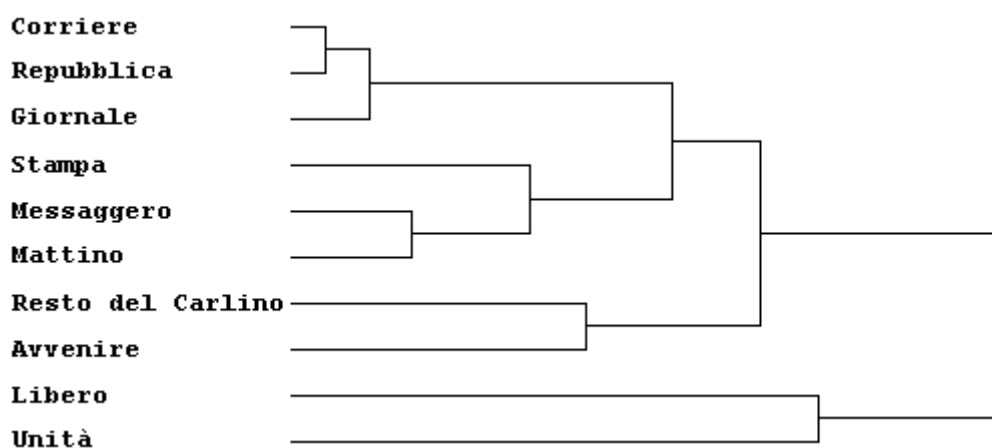 Corriere
Repubblica
Giornale
Stampa
Messaggero
Mattino
Resto del Carlino
Avvenire
Libero
Unità